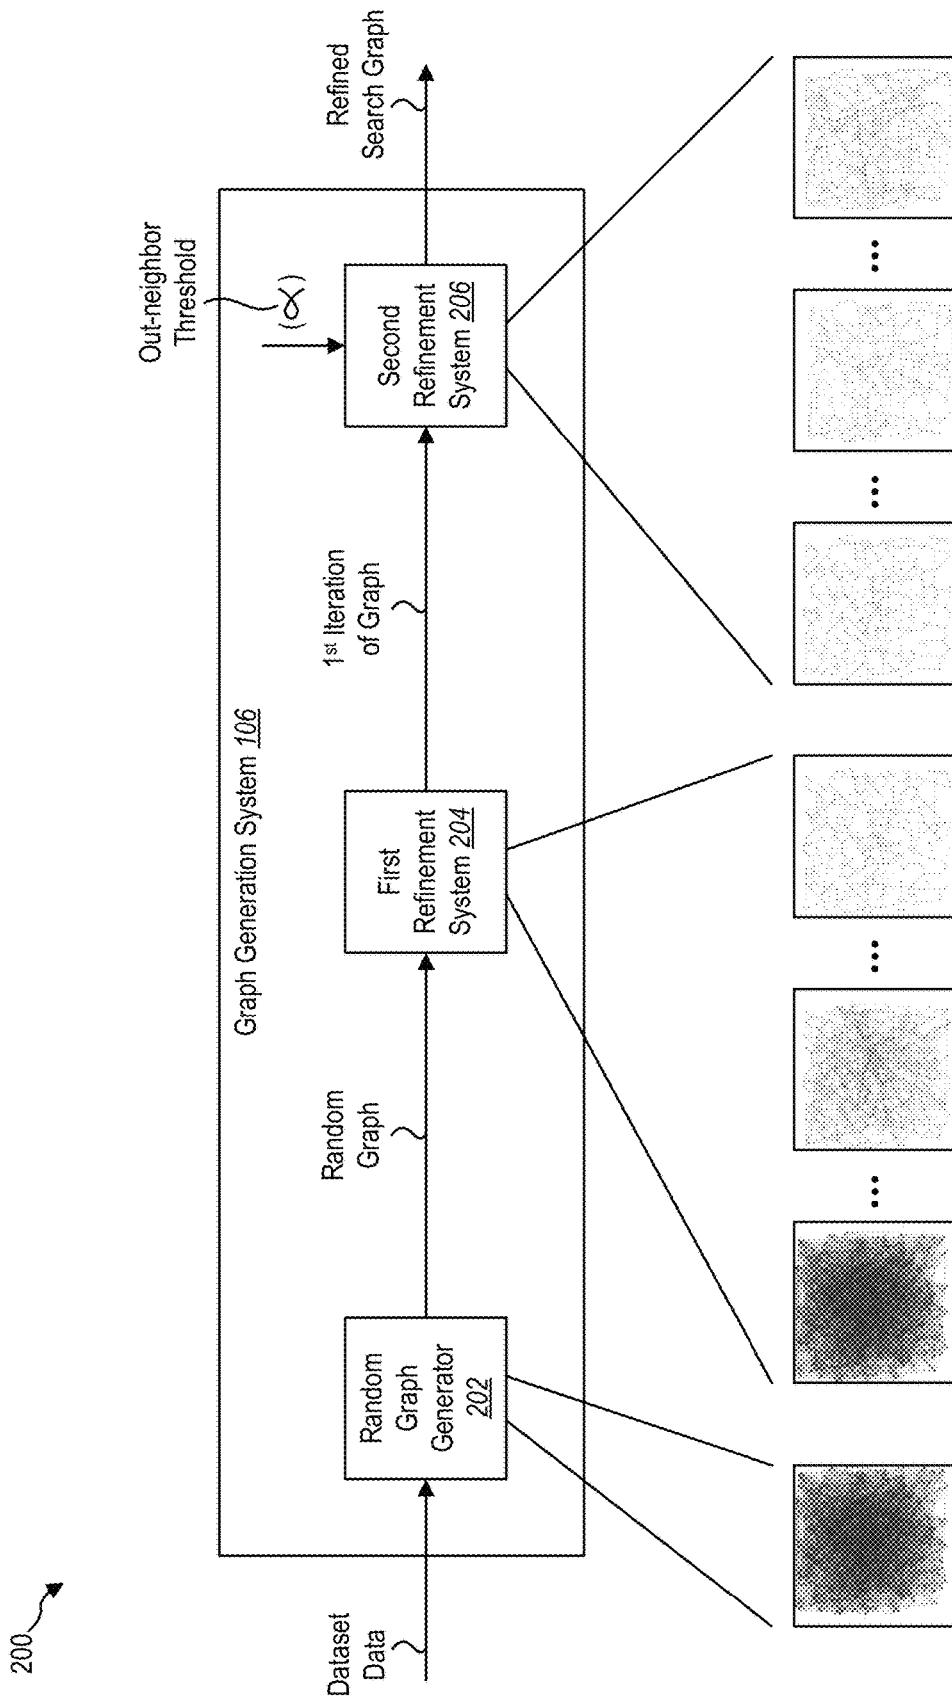 200
Graph Generation System 106
Dataset
Data
Random
Graph
Generator
202
Random
Graph
First
Refinement
System 204
1st Iteration
of Graph
Out-neighbor
Threshold
(∝)
Second
Refinement
System 206
Refined
Search Graph
...
...
...
...